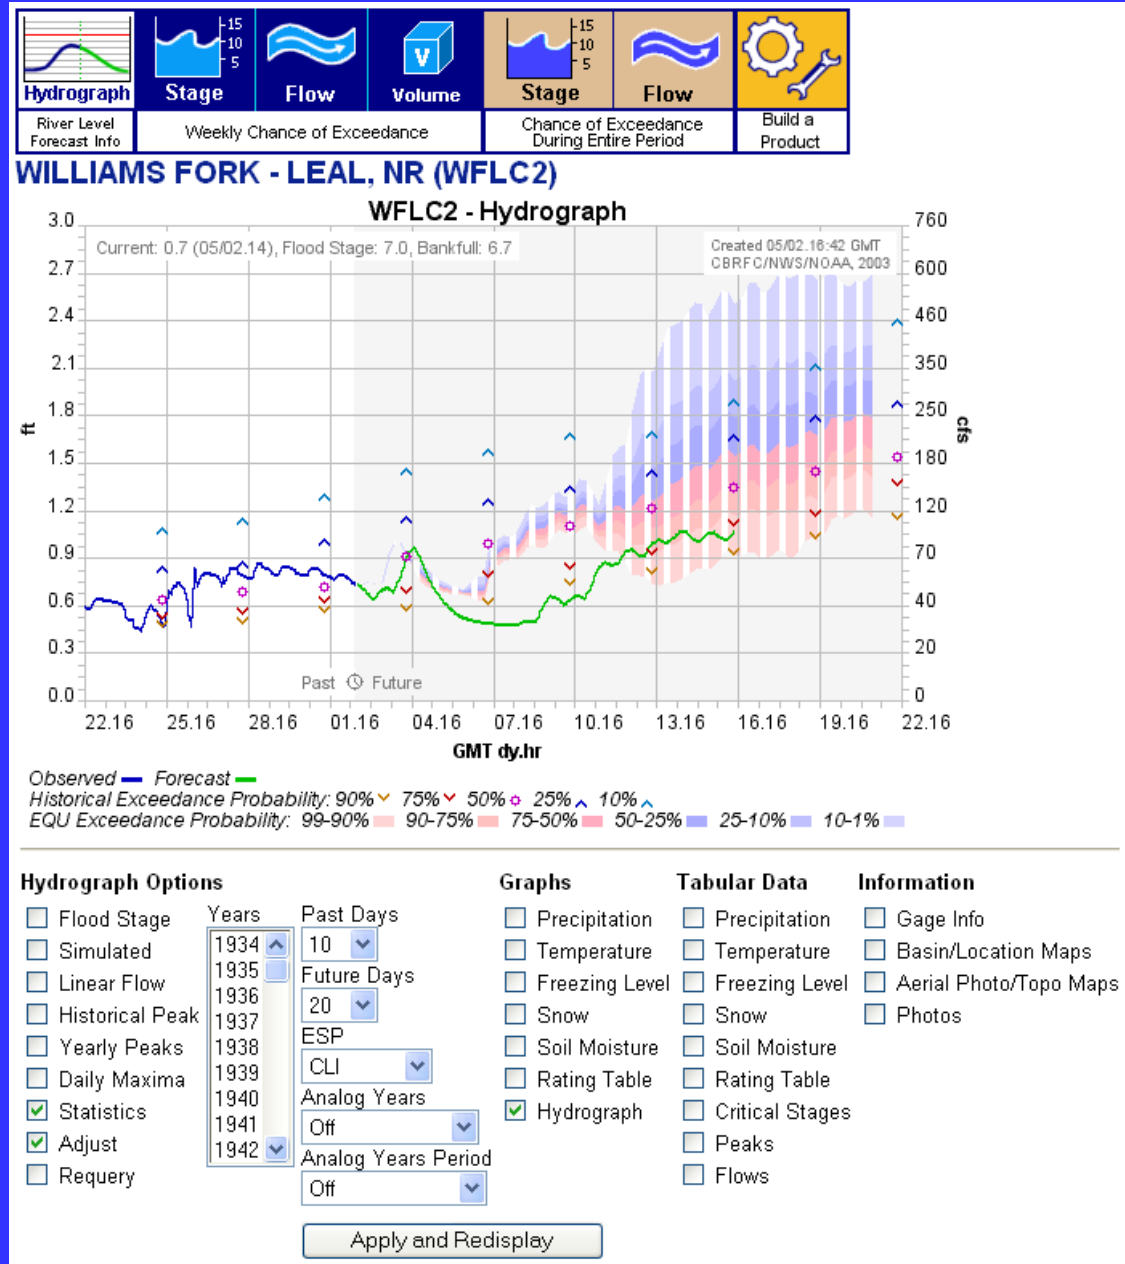 15
10
5
15
10
5
V
Hydrograph Stage Flow Volume Stage Flow
River Level
Forecast Info
Weekly Chance of Exceedance
Chance of Exceedance
During Entire Period
Build a
Product
WILLIAMS FORK - LEAL, NR (WFLC2)
WFLC2 - Hydrograph
Current: 0.7 (05/02.14), Flood Stage: 7.0, Bankfull: 6.7
Created 05/02.16:42 GMT
CBRFC/NWS/NOAA, 2003
3.0 760
2.7 600
2.4 460
2.1 350
1.8 250
ft cfs
1.5 180
1.2 120
0.9 70
0.6 40
0.3 20
Past Future
0.0 0
22.16 25.16 28.16 01.16 04.16 07.16 10.16 13.16 16.16 19.16 22.16
GMT dy.hr
Observed Forecast
Historical Exceedance Probability: 90% 75% 50% 25% 10%
EQU Exceedance Probability: 99-90% 90-75% 75-50% 50-25% 25-10% 10-1%
Hydrograph Options
Flood Stage
Simulated
Linear Flow
Historical Peak
Yearly Peaks
Daily Maxima
Statistics
Adjust
Requery
Years
1934
1935
1936
1937
1938
1939
1940
1941
1942
Past Days
10
Future Days
20
ESP
CLI
Analog Years
Off
Analog Years Period
Off
Graphs
Precipitation
Temperature
Freezing Level
Snow
Soil Moisture
Rating Table
Hydrograph
Tabular Data
Precipitation
Temperature
Freezing Level
Snow
Soil Moisture
Rating Table
Critical Stages
Peaks
Flows
Information
Gage Info
Basin/Location Maps
Aerial Photo/Topo Maps
Photos
Apply and Redisplay